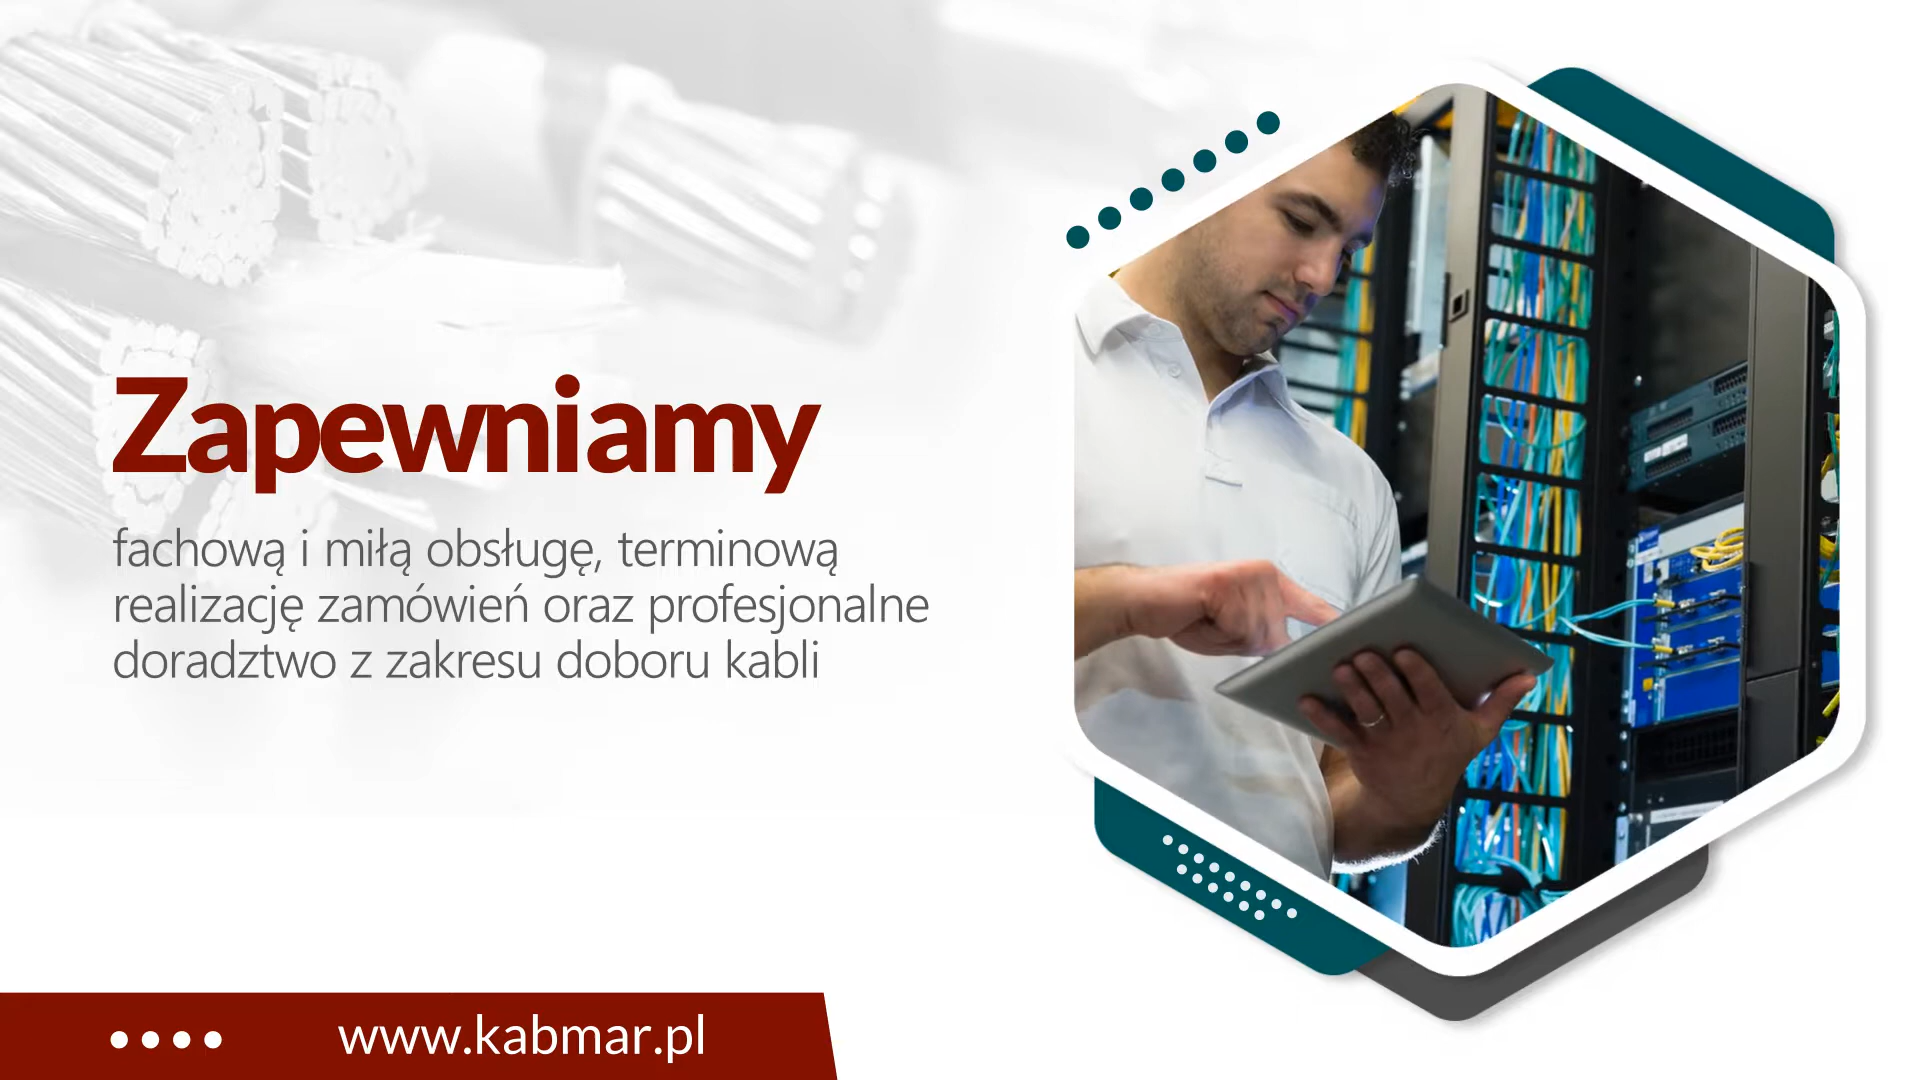 Zapewniamy
fachową i miłą obsługę, terminową
realizację zamówień oraz profesjonalne
doradztwo z zakresu doboru kabli
www.kabmar.pl